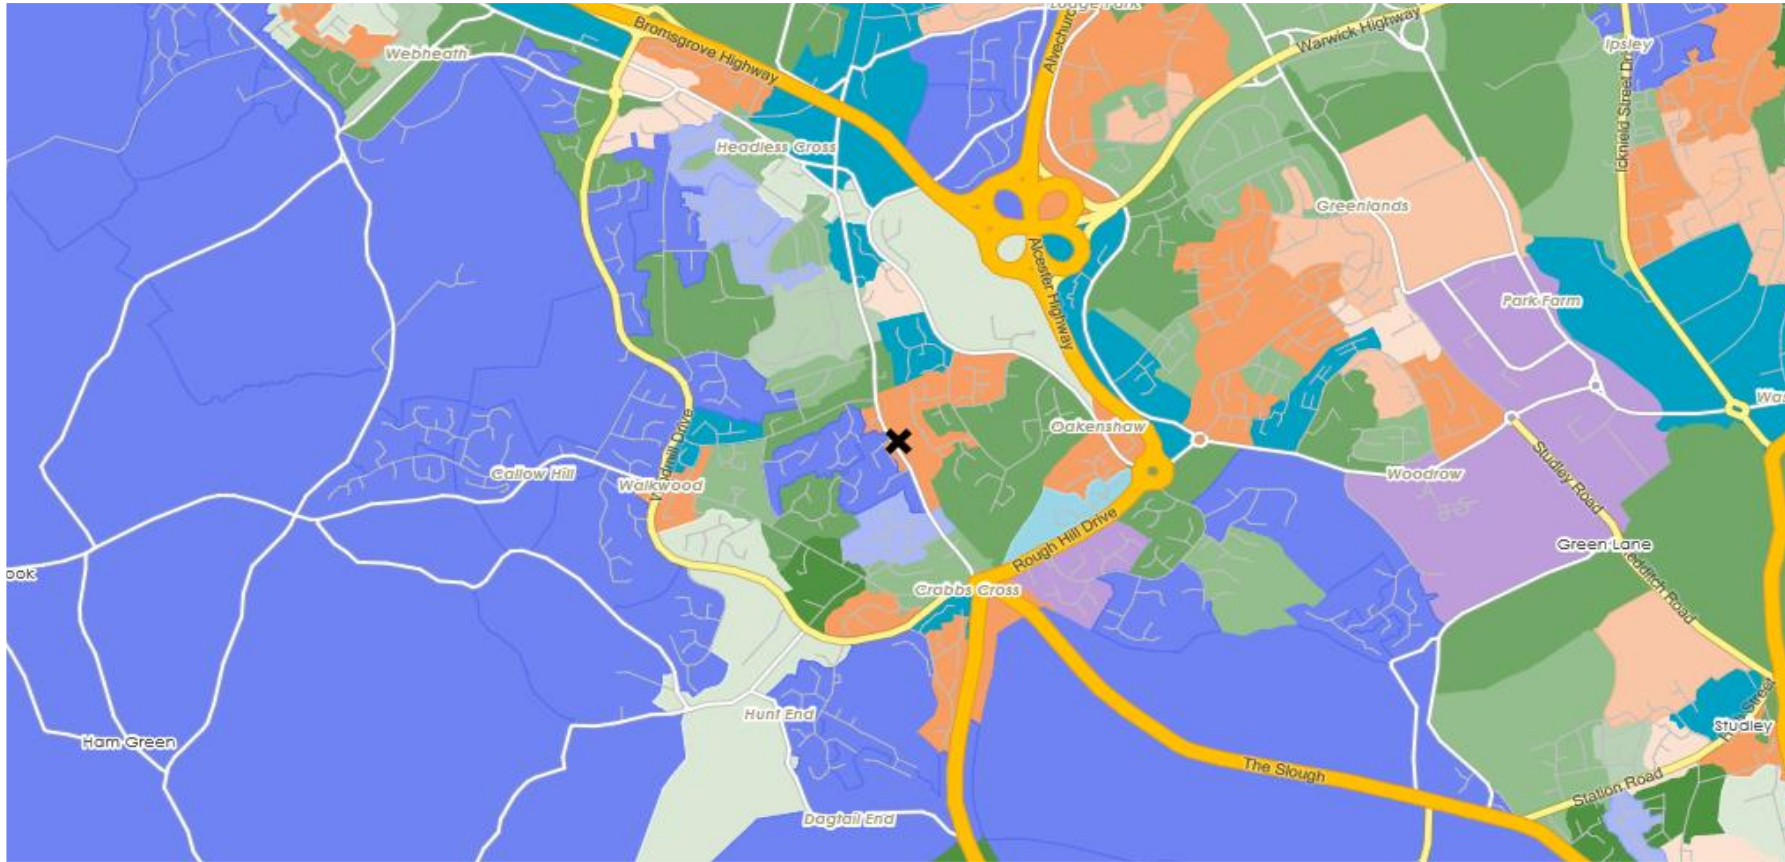 Lodge Park
Bromsgrove Highway
Warwick Highway
Ipsley
Webheath
Icknield Street Dr
Headless Cross
Greenlands
Alcester Highway
Park Farm
Oakenshaw
Callow Hill
Walkwood
Woodrow
Studley Road
Rough Hill Drive
Green Lane
ook
Crabbs Cross
Redditch Road
Hunt End
Ham Green
Studley
The Slough
Station Road
Dagtail End